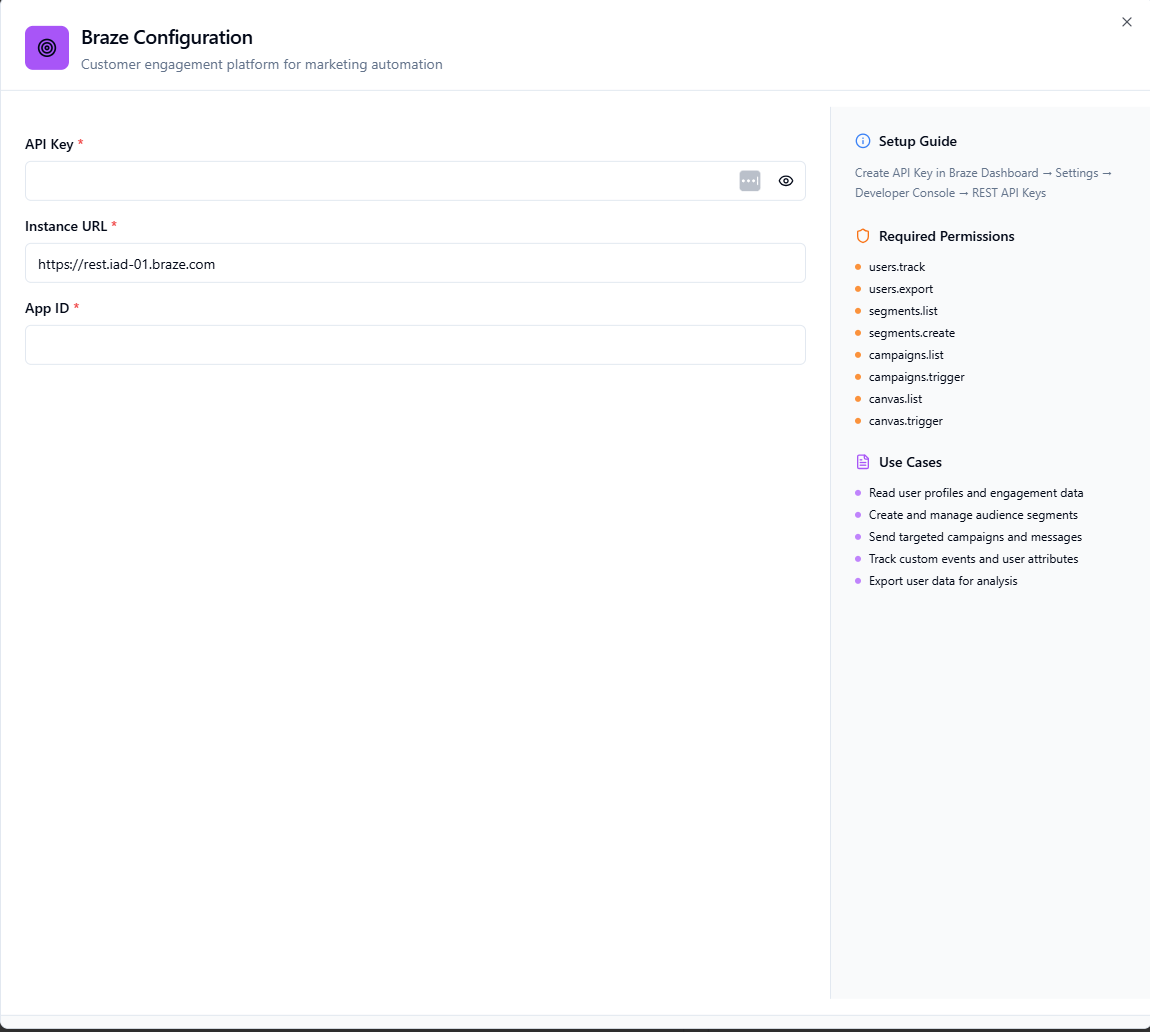 Braze Configuration
Customer engagement platform for marketing automation
API Key *
Instance URL *
https://rest.iad-01.braze.com
App ID *
Setup Guide
Create API Key in Braze Dashboard → Settings →
Developer Console → REST API Keys
Required Permissions
users.track
users.export
segments.list
segments.create
campaigns.list
campaigns.trigger
canvas.list
canvas.trigger
Use Cases
Read user profiles and engagement data
Create and manage audience segments
Send targeted campaigns and messages
Track custom events and user attributes
Export user data for analysis